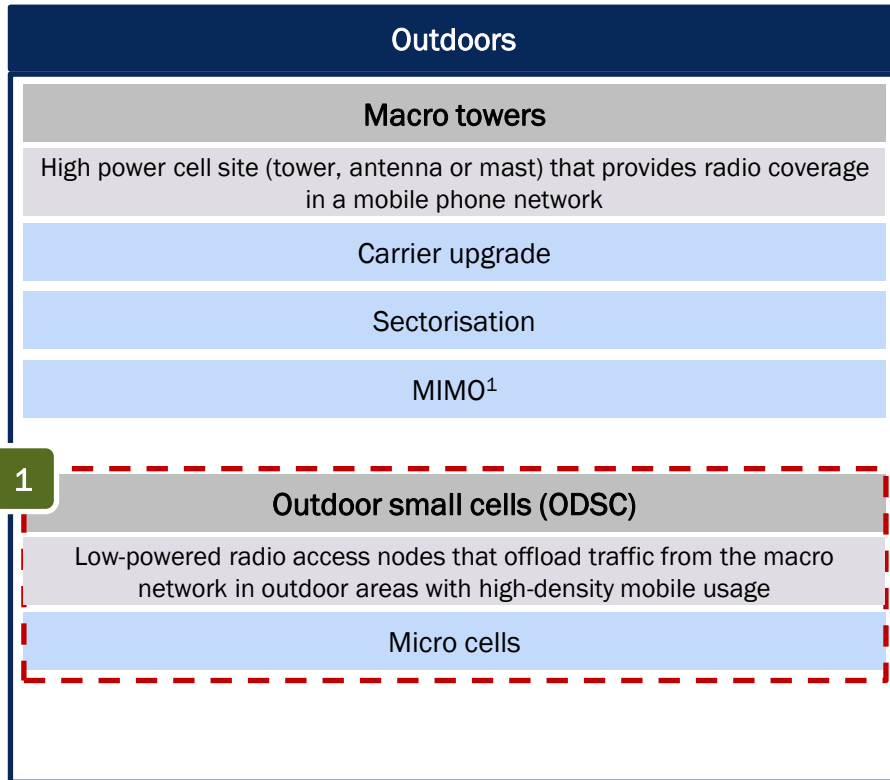 Outdoors
Macro towers
High power cell site (tower, antenna or mast) that provides radio coverage
in a mobile phone network
Carrier upgrade
Sectorisation
MIMO¹
1
Outdoor small cells (ODSC)
Low-powered radio access nodes that offload traffic from the macro
network in outdoor areas with high-density mobile usage
Micro cells